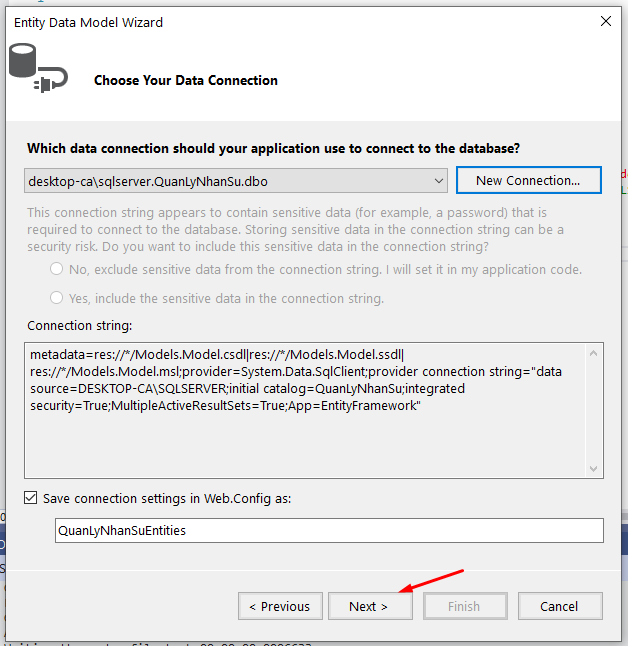 Entity Data Model Wizard
Choose Your Data Connection
Which data connection should your application use to connect to the database?
desktop-ca\sqlserver.QuanLyNhanSu.dbo
New Connection...
This connection string appears to contain sensitive data (for example, a password) that is
required to connect to the database. Storing sensitive data in the connection string can be a
security risk. Do you want to include this sensitive data in the connection string?
No, exclude sensitive data from the connection string. I will set it in my application code.
Yes, include the sensitive data in the connection string.
Connection string:
metadata=res://*/Models.Model.csdl|res://*/Models.Model.ssdl|
res://*/Models.Model.msl;provider=System.Data.SqlClient;provider connection string="data
source=DESKTOP-CA\SQLSERVER;initial catalog=QuanLyNhanSu;integrated
security=True;MultipleActiveResultSets=True;App=EntityFramework"
Save connection settings in Web.Config as:
QuanLyNhanSuEntities
< Previous
Next >
Finish
Cancel